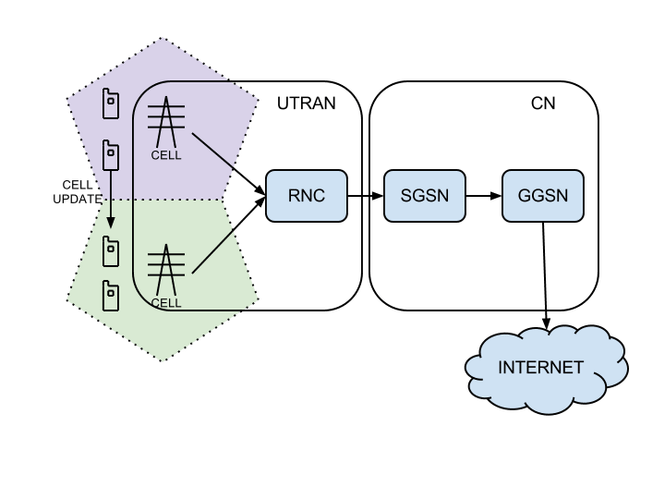 UTRAN
CN
CELL
CELL
UPDATE
RNC
SGSN
GGSN
CELL
INTERNET